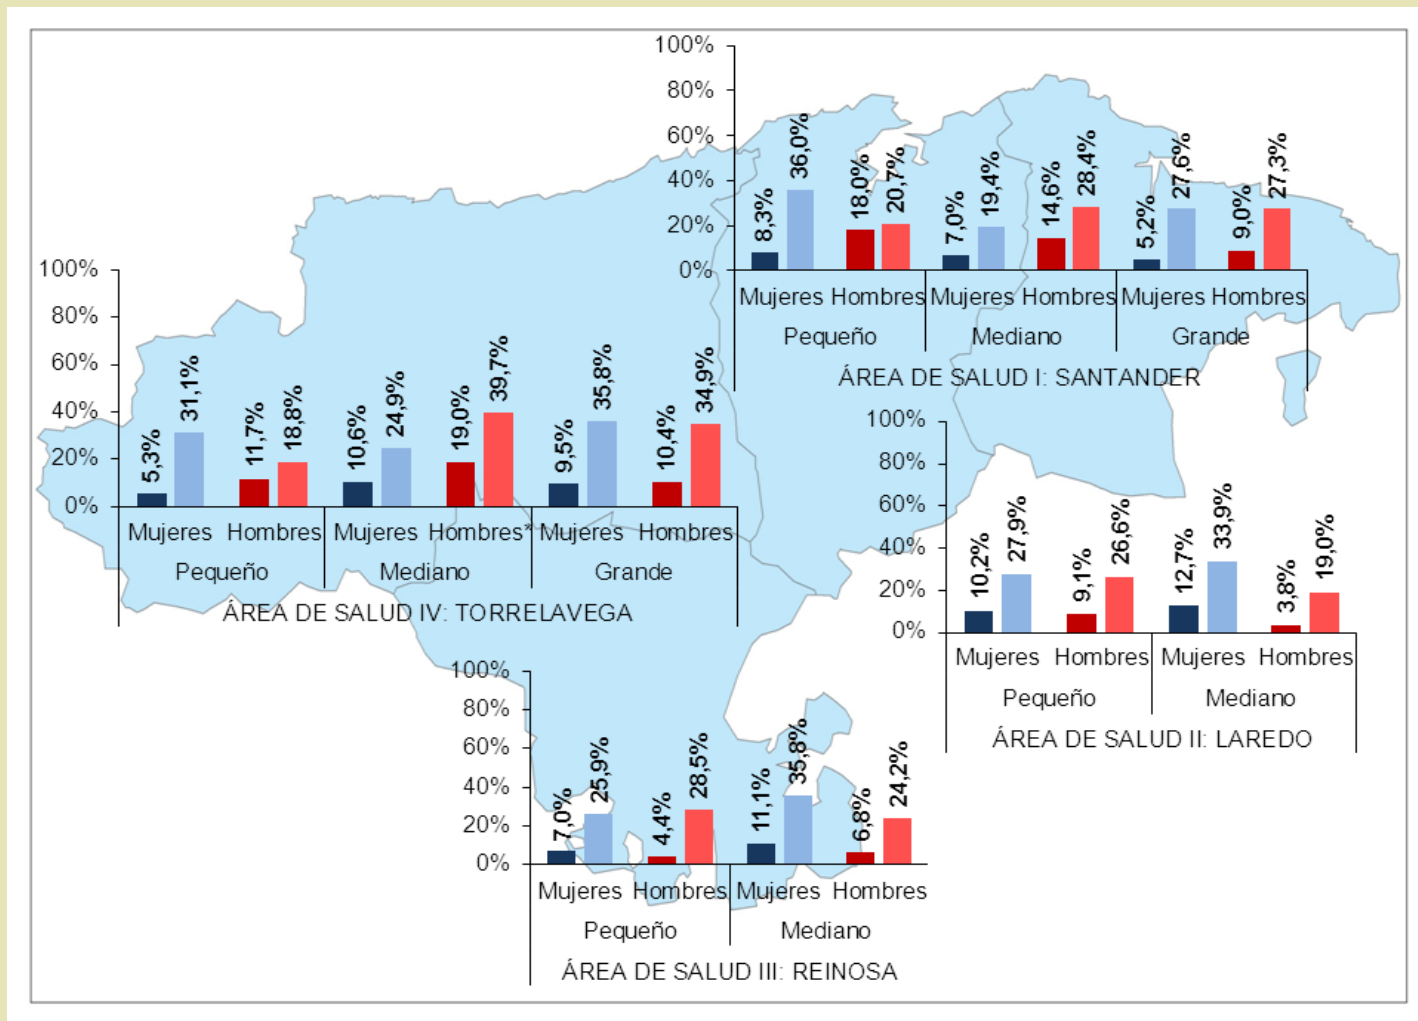 100%
80%
60%
40%
20%
0%
8,3% 36,0% 18,0% 20,7% 7,0% 19,4% 14,6% 28,4% 5,2% 27,6% 9,0% 27,3%
Mujeres Hombres Mujeres Hombres Mujeres Hombres
Pequeño Mediano Grande
ÁREA DE SALUD I: SANTANDER
100%
80%
60%
40%
20%
0%
5,3% 31,1% 11,7% 18,8% 10,6% 24,9% 19,0% 39,7% 9,5% 35,8% 10,4% 34,9%
Mujeres Hombres Mujeres Hombres* Mujeres Hombres
Pequeño Mediano Grande
ÁREA DE SALUD IV: TORRELAVEGA
100%
80%
60%
40%
20%
0%
10,2% 27,9% 9,1% 26,6% 12,7% 33,9% 3,8% 19,0%
Mujeres Hombres Mujeres Hombres
Pequeño Mediano
ÁREA DE SALUD II: LAREDO
100%
80%
60%
40%
20%
0%
7,0% 25,9% 4,4% 28,5% 11,1% 35,8% 6,8% 24,2%
Mujeres Hombres Mujeres Hombres
Pequeño Mediano
ÁREA DE SALUD III: REINOSA